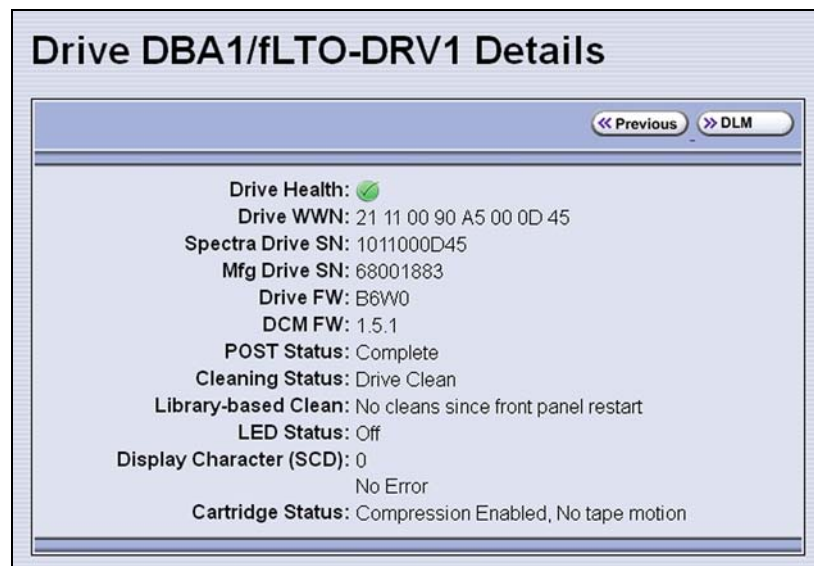 Drive DBA1/fLTO-DRV1 Details
Previous DLM
Drive Health:
Drive WWN: 21 11 00 90 A5 00 0D 45
Spectra Drive SN: 1011000D45
Mfg Drive SN: 68001883
Drive FW: B6W0
DCM FW: 1.5.1
POST Status: Complete
Cleaning Status: Drive Clean
Library-based Clean: No cleans since front panel restart
LED Status: Off
Display Character (SCD): 0
No Error
Cartridge Status: Compression Enabled, No tape motion